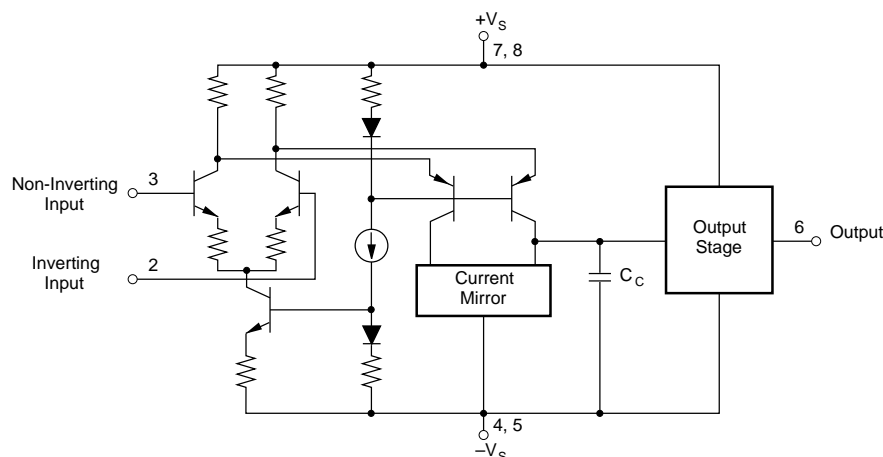 +VS
7, 8
Non-Inverting
Input
3
Inverting
Input
2
Current
Mirror
CC
Output
Stage
6
Output
4, 5
–VS